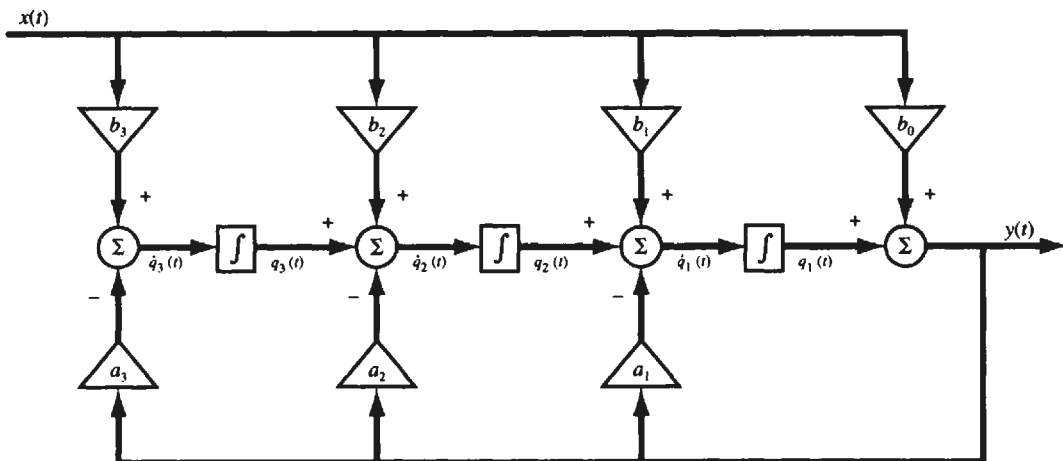 x(t)
b₃ b₂ b₁ b₀
+ + + +
Σ ∫ + Σ ∫ + Σ ∫ + Σ y(t)
q̇₃(t) q₃(t) q̇₂(t) q₂(t) q̇₁(t) q₁(t)
− − −
a₃ a₂ a₁